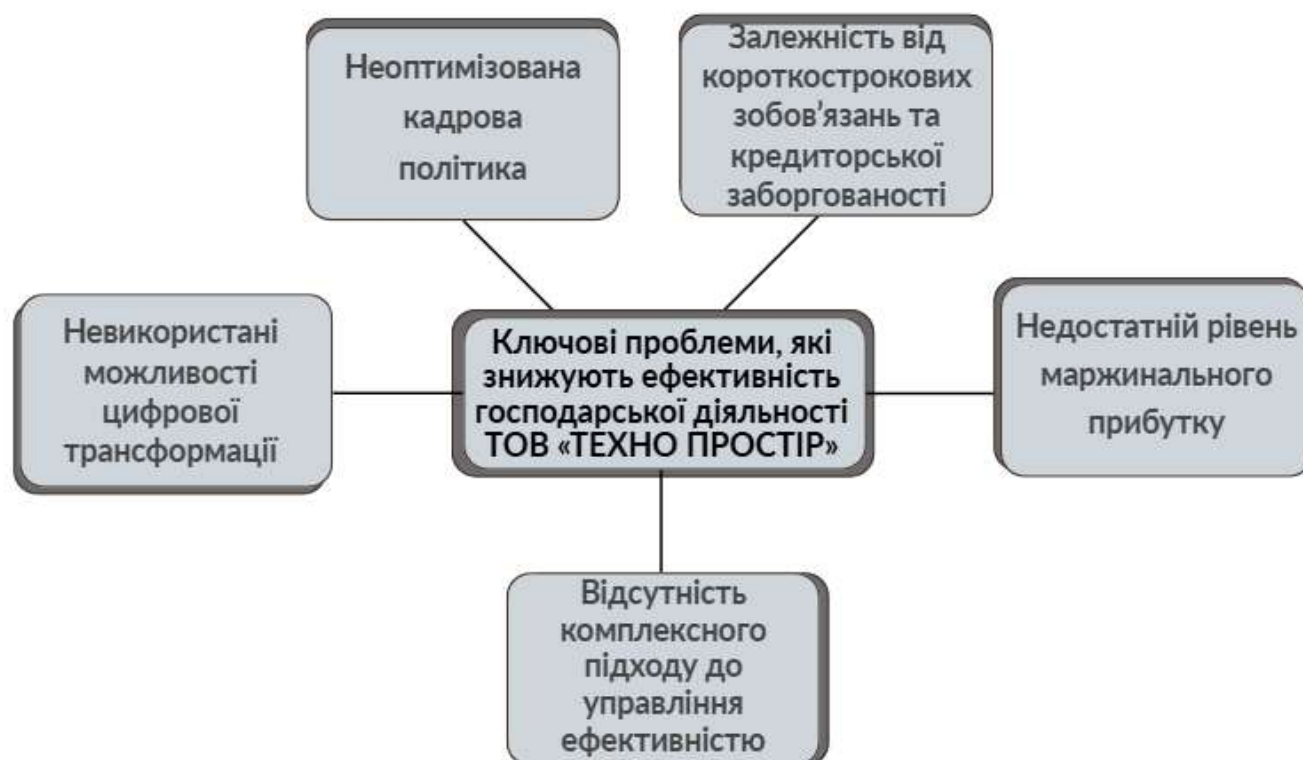 Неоптимізована
кадрова
політика
Залежність від
короткострокових
зобов’язань та
кредиторської
заборгованості
Невикористані
можливості
цифрової
трансформації
Ключові проблеми, які
знижують ефективність
господарської діяльності
ТОВ «ТЕХНО ПРОСТІР»
Недостатній рівень
маржинального
прибутку
Відсутність
комплексного
підходу до
управління
ефективністю